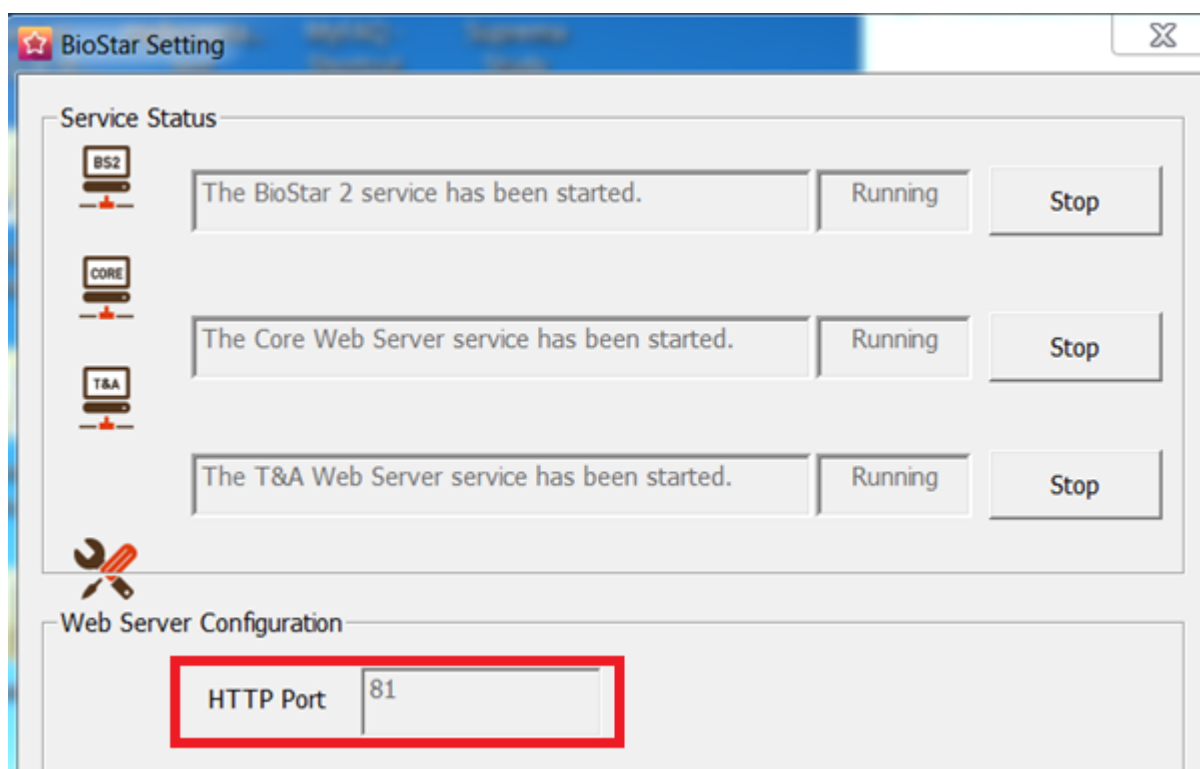 BioStar Setting
Service Status
BS2
The BioStar 2 service has been started. Running Stop
CORE
The Core Web Server service has been started. Running Stop
T&A
The T&A Web Server service has been started. Running Stop
Web Server Configuration
HTTP Port 81